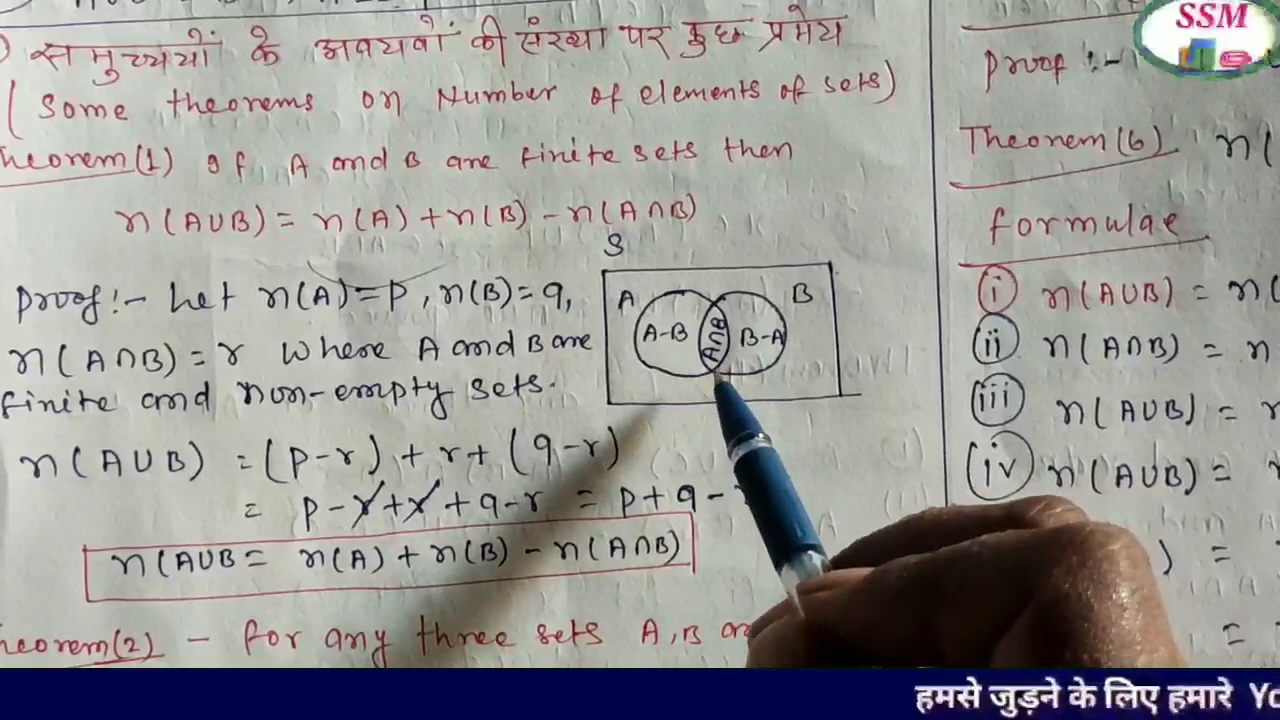 समुच्चयों के अवयवों की संख्या पर कुछ प्रमेय
(Some theorems on Number of elements of sets)
Theorem(1) If A and B are finite sets then
n(A∪B) = n(A) + n(B) - n(A∩B)
S
A
B
A-B
A∩B
B-A
Proof:- Let n(A)=p, n(B)=q,
n(A∩B)=r where A and B are
finite and non-empty sets.
n(A∪B) = (p-r) + r + (q-r)
= p-r+r+q-r = p+q-
n(A∪B = n(A) + n(B) - n(A∩B)
heorem(2) - for any three sets A, B
SSM
Proof :-
Theorem(6) n(
formulae
(i) n(A∪B) = n(
(ii) n(A∩B) = n
(iii) n(A∪B) =
(iv) n(A∪B) =
) =
=
हमसे जुड़ने के लिए हमारे Yo